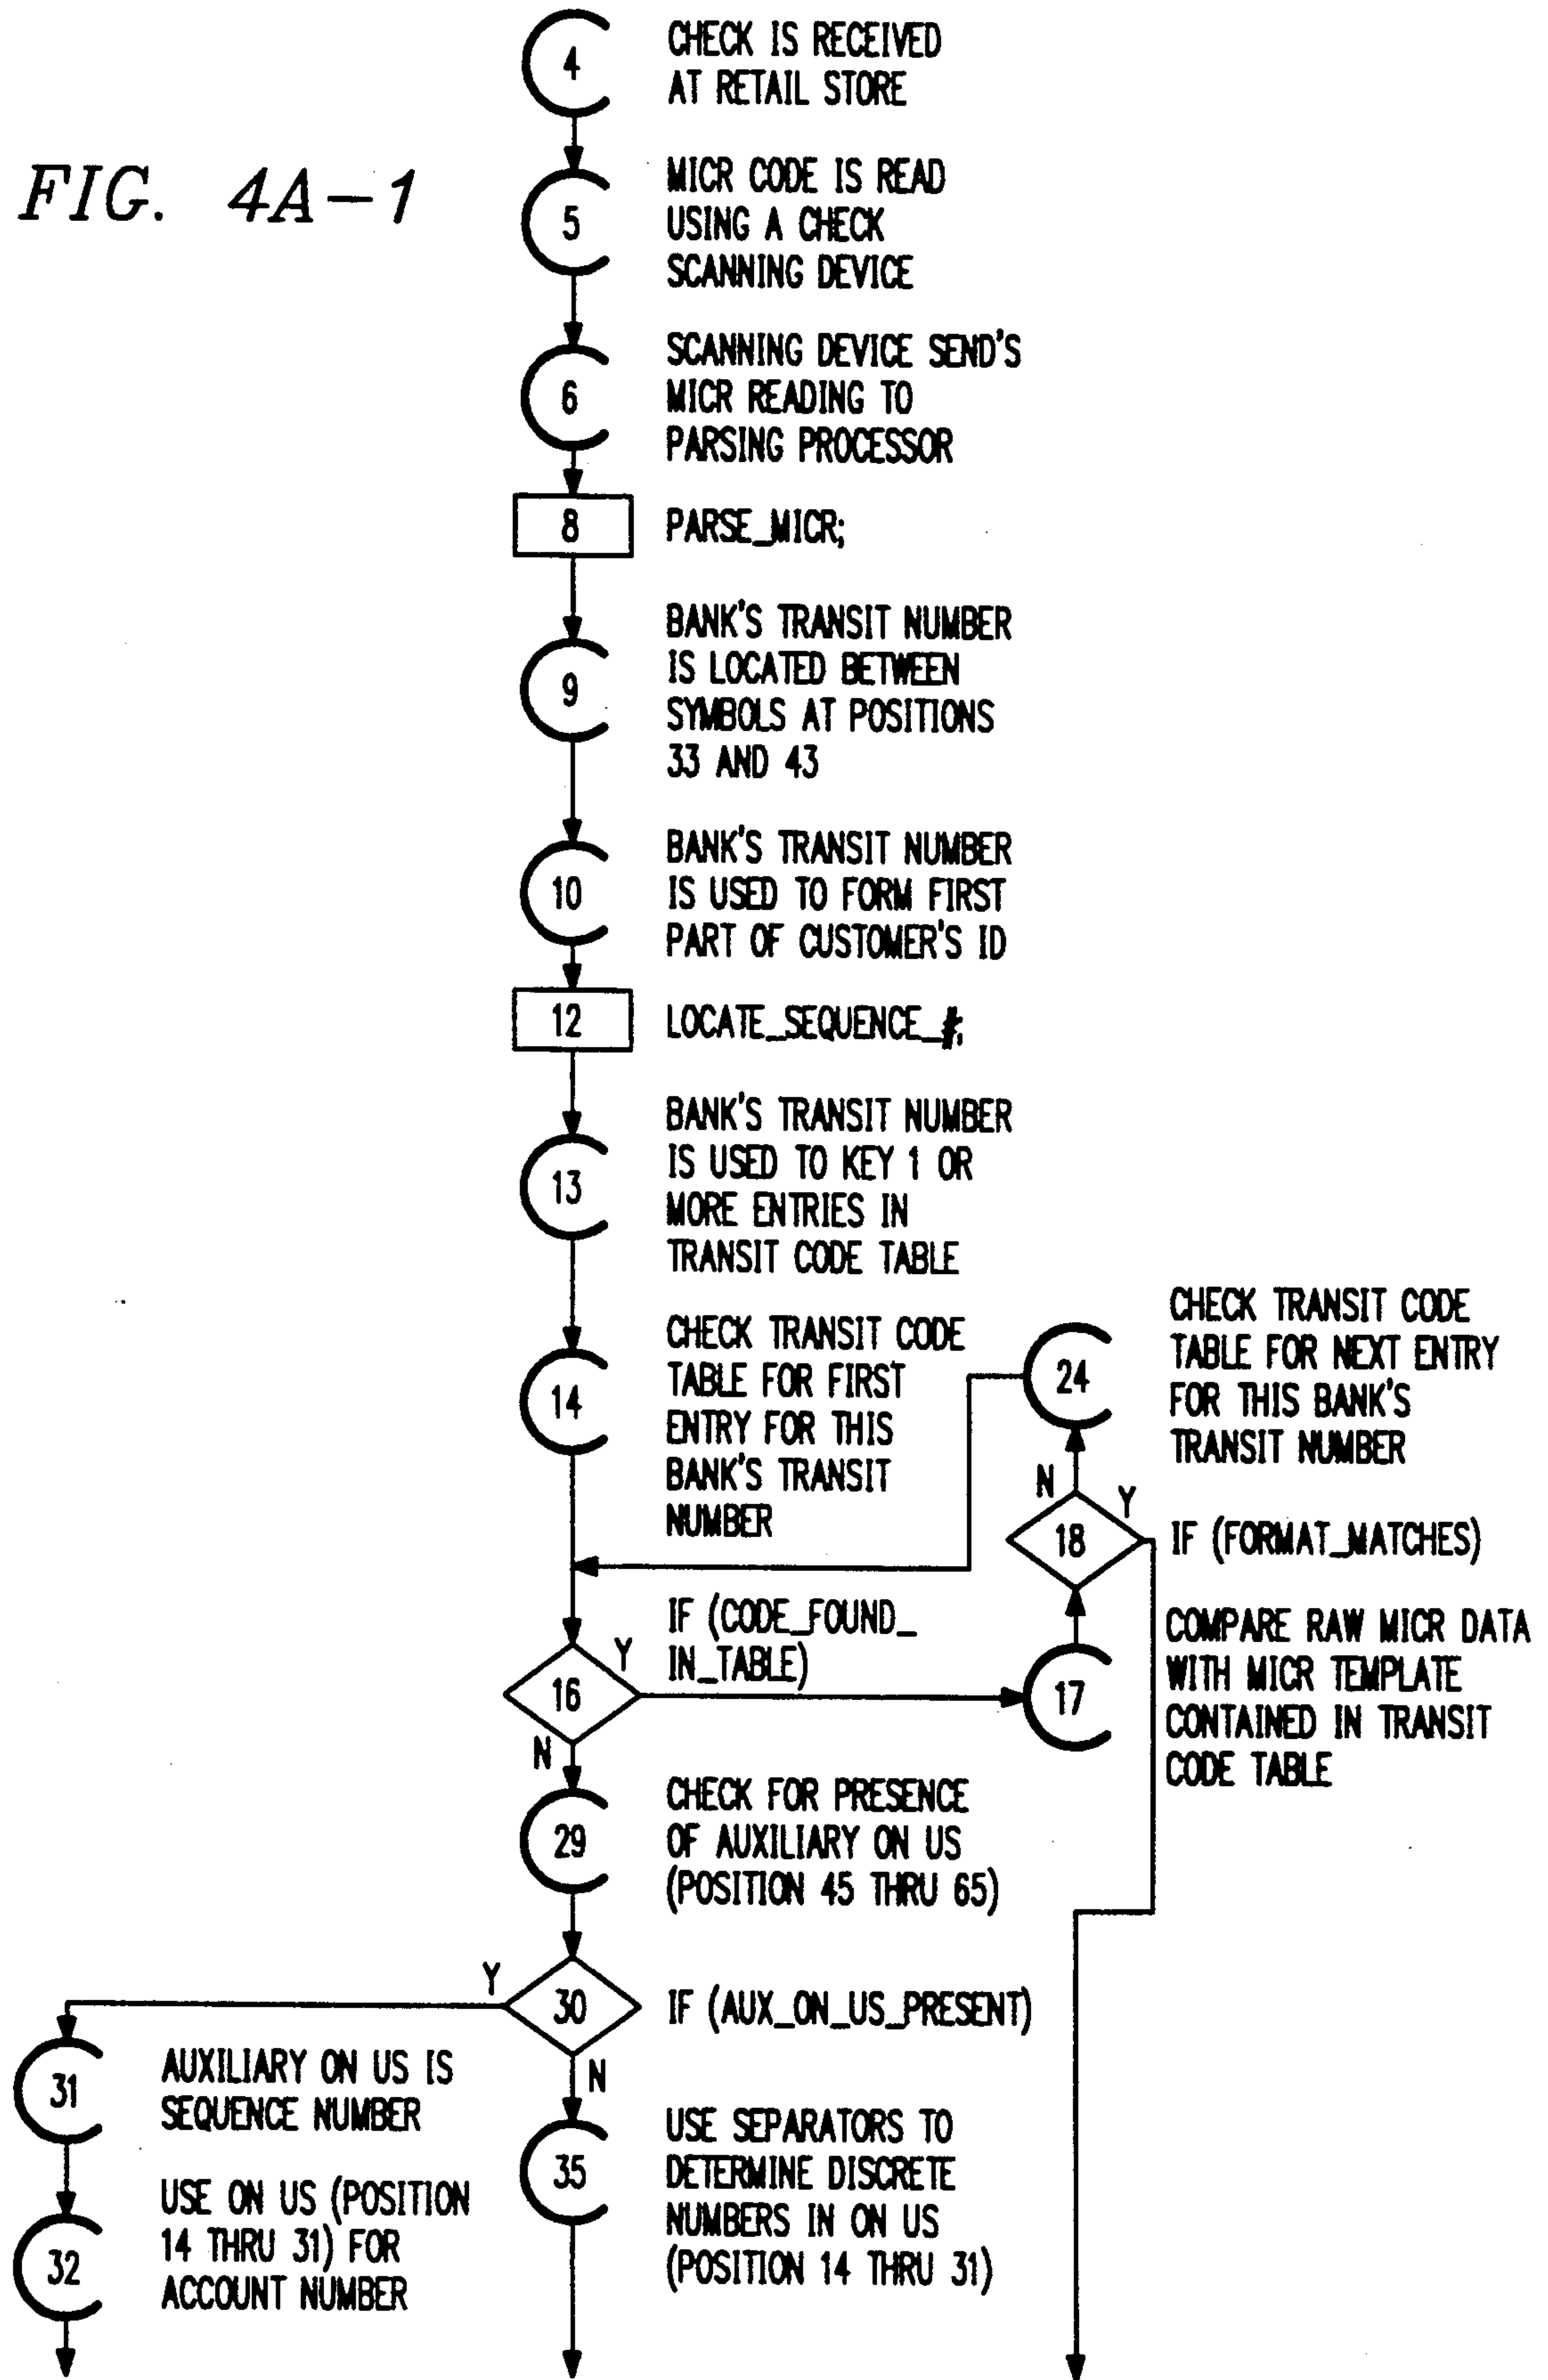 FIG. 4A-1
4
CHECK IS RECEIVED
AT RETAIL STORE
5
MICR CODE IS READ
USING A CHECK
SCANNING DEVICE
6
SCANNING DEVICE SEND'S
MICR READING TO
PARSING PROCESSOR
8
PARSE_MICR;
9
BANK'S TRANSIT NUMBER
IS LOCATED BETWEEN
SYMBOLS AT POSITIONS
33 AND 43
10
BANK'S TRANSIT NUMBER
IS USED TO FORM FIRST
PART OF CUSTOMER'S ID
12
LOCATE_SEQUENCE_#;
13
BANK'S TRANSIT NUMBER
IS USED TO KEY 1 OR
MORE ENTRIES IN
TRANSIT CODE TABLE
14
CHECK TRANSIT CODE
TABLE FOR FIRST
ENTRY FOR THIS
BANK'S TRANSIT
NUMBER
24
CHECK TRANSIT CODE
TABLE FOR NEXT ENTRY
FOR THIS BANK'S
TRANSIT NUMBER
N
Y
18
IF (FORMAT_MATCHES)
16
Y
IF (CODE_FOUND_
IN_TABLE)
17
COMPARE RAW MICR DATA
WITH MICR TEMPLATE
CONTAINED IN TRANSIT
CODE TABLE
N
29
CHECK FOR PRESENCE
OF AUXILIARY ON US
(POSITION 45 THRU 65)
Y
30
IF (AUX_ON_US_PRESENT)
N
31
AUXILIARY ON US IS
SEQUENCE NUMBER
32
USE ON US (POSITION
14 THRU 31) FOR
ACCOUNT NUMBER
35
USE SEPARATORS TO
DETERMINE DISCRETE
NUMBERS IN ON US
(POSITION 14 THRU 31)